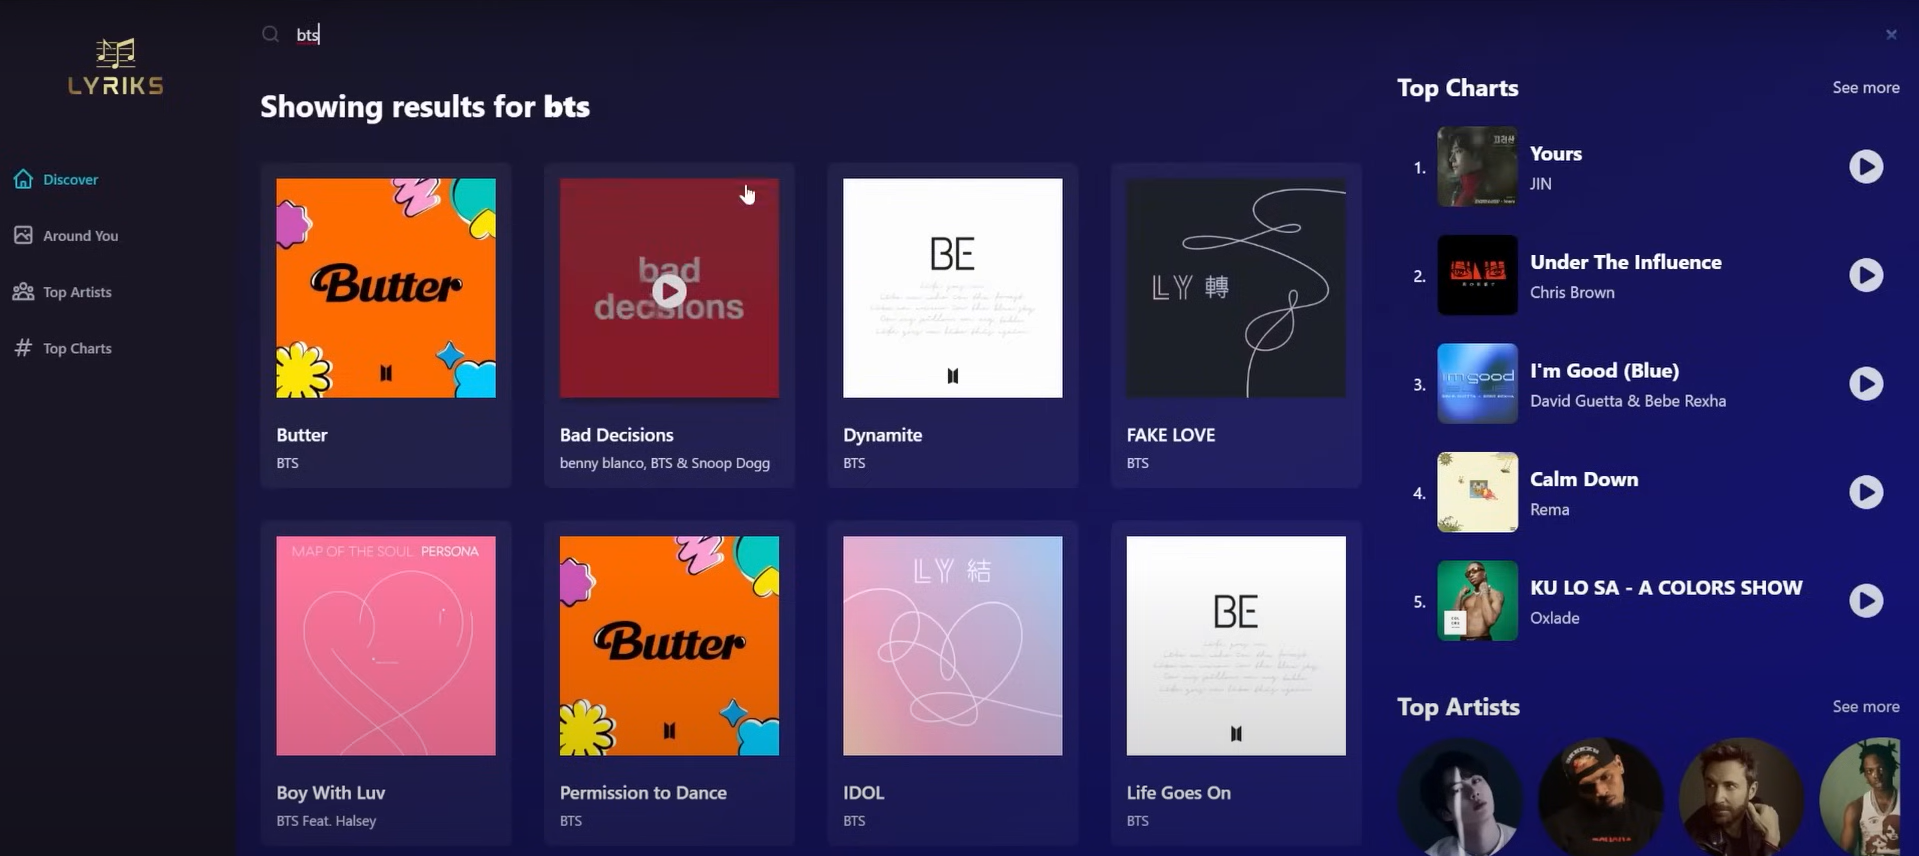 LYRIKS
Discover
Around You
Top Artists
Top Charts
bts
Showing results for bts
Butter
Butter
BTS
bad
decisions
Bad Decisions
benny blanco, BTS & Snoop Dogg
BE
Dynamite
BTS
LY 轉
FAKE LOVE
BTS
MAP OF THE SOUL PERSONA
Boy With Luv
BTS Feat. Halsey
Butter
Permission to Dance
BTS
LY 結
IDOL
BTS
BE
Life Goes On
BTS
Top Charts
See more
1.
Yours
JIN
2.
Under The Influence
Chris Brown
3.
I'm Good (Blue)
David Guetta & Bebe Rexha
4.
Calm Down
Rema
5.
KU LO SA - A COLORS SHOW
Oxlade
Top Artists
See more